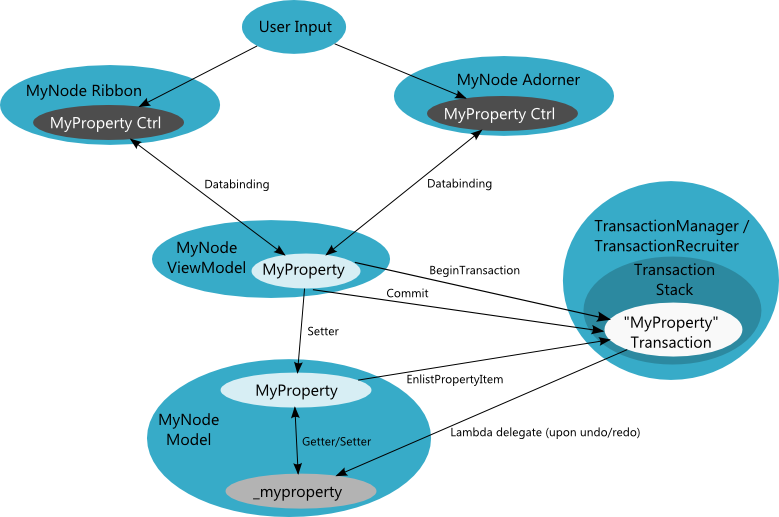 User Input
MyNode Ribbon
MyProperty Ctrl
MyNode Adorner
MyProperty Ctrl
Databinding
Databinding
MyNode
ViewModel
MyProperty
TransactionManager /
TransactionRecruiter
Transaction
Stack
"MyProperty"
Transaction
BeginTransaction
Commit
Setter
MyProperty
EnlistPropertyItem
MyNode
Model
Getter/Setter
Lambda delegate (upon undo/redo)
_myproperty